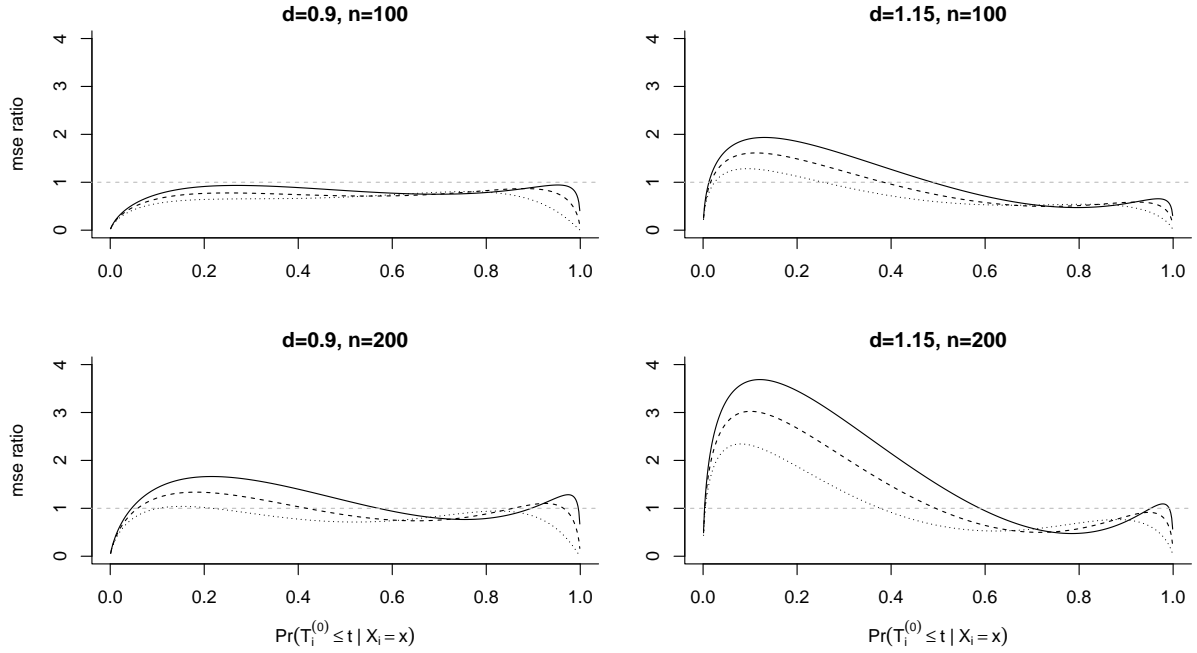 d=0.9, n=100
mse ratio
4
3
2
1
0
0.0 0.2 0.4 0.6 0.8 1.0
d=1.15, n=100
4
3
2
1
0
0.0 0.2 0.4 0.6 0.8 1.0
d=0.9, n=200
mse ratio
4
3
2
1
0
0.0 0.2 0.4 0.6 0.8 1.0
Pr(T_i^(0) ≤ t | X_i = x)
d=1.15, n=200
4
3
2
1
0
0.0 0.2 0.4 0.6 0.8 1.0
Pr(T_i^(0) ≤ t | X_i = x)